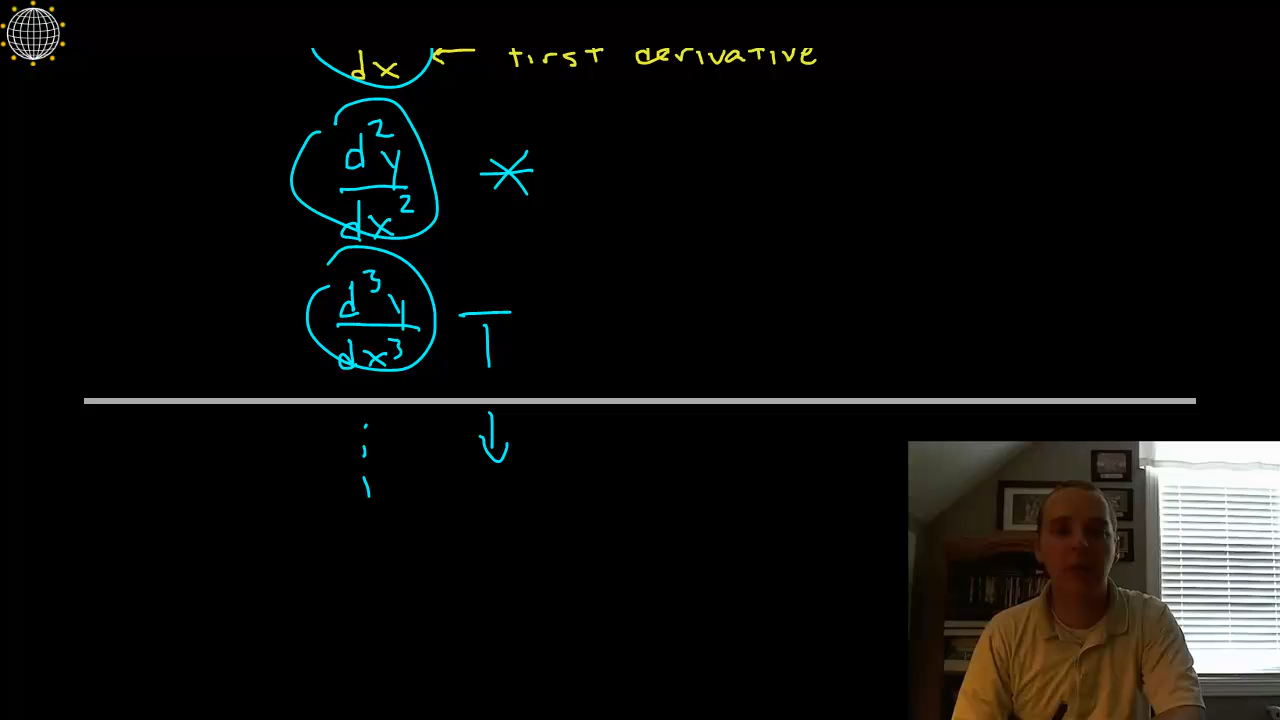 dx ← first derivative
d²y
dx² *
d³y
dx³